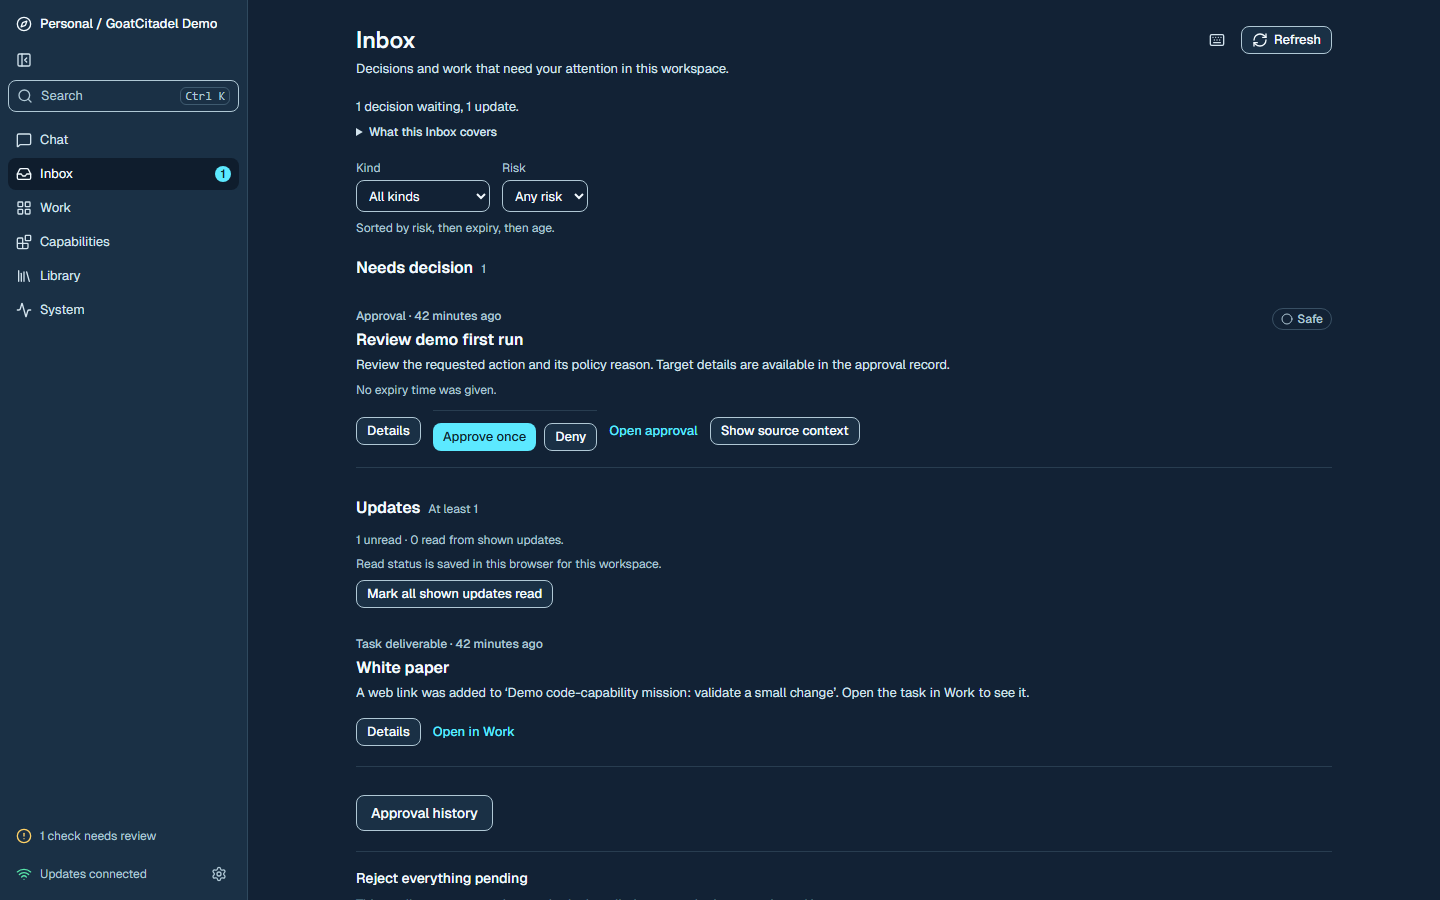 Personal / GoatCitadel Demo
Search Ctrl K
Chat
Inbox 1
Work
Capabilities
Library
System
1 check needs review
Updates connected
Inbox
Refresh
Decisions and work that need your attention in this workspace.
1 decision waiting, 1 update.
What this Inbox covers
Kind Risk
All kinds Any risk
Sorted by risk, then expiry, then age.
Needs decision 1
Approval · 42 minutes ago
Safe
Review demo first run
Review the requested action and its policy reason. Target details are available in the approval record.
No expiry time was given.
Details Approve once Deny Open approval Show source context
Updates At least 1
1 unread · 0 read from shown updates.
Read status is saved in this browser for this workspace.
Mark all shown updates read
Task deliverable · 42 minutes ago
White paper
A web link was added to ‘Demo code-capability mission: validate a small change’. Open the task in Work to see it.
Details Open in Work
Approval history
Reject everything pending